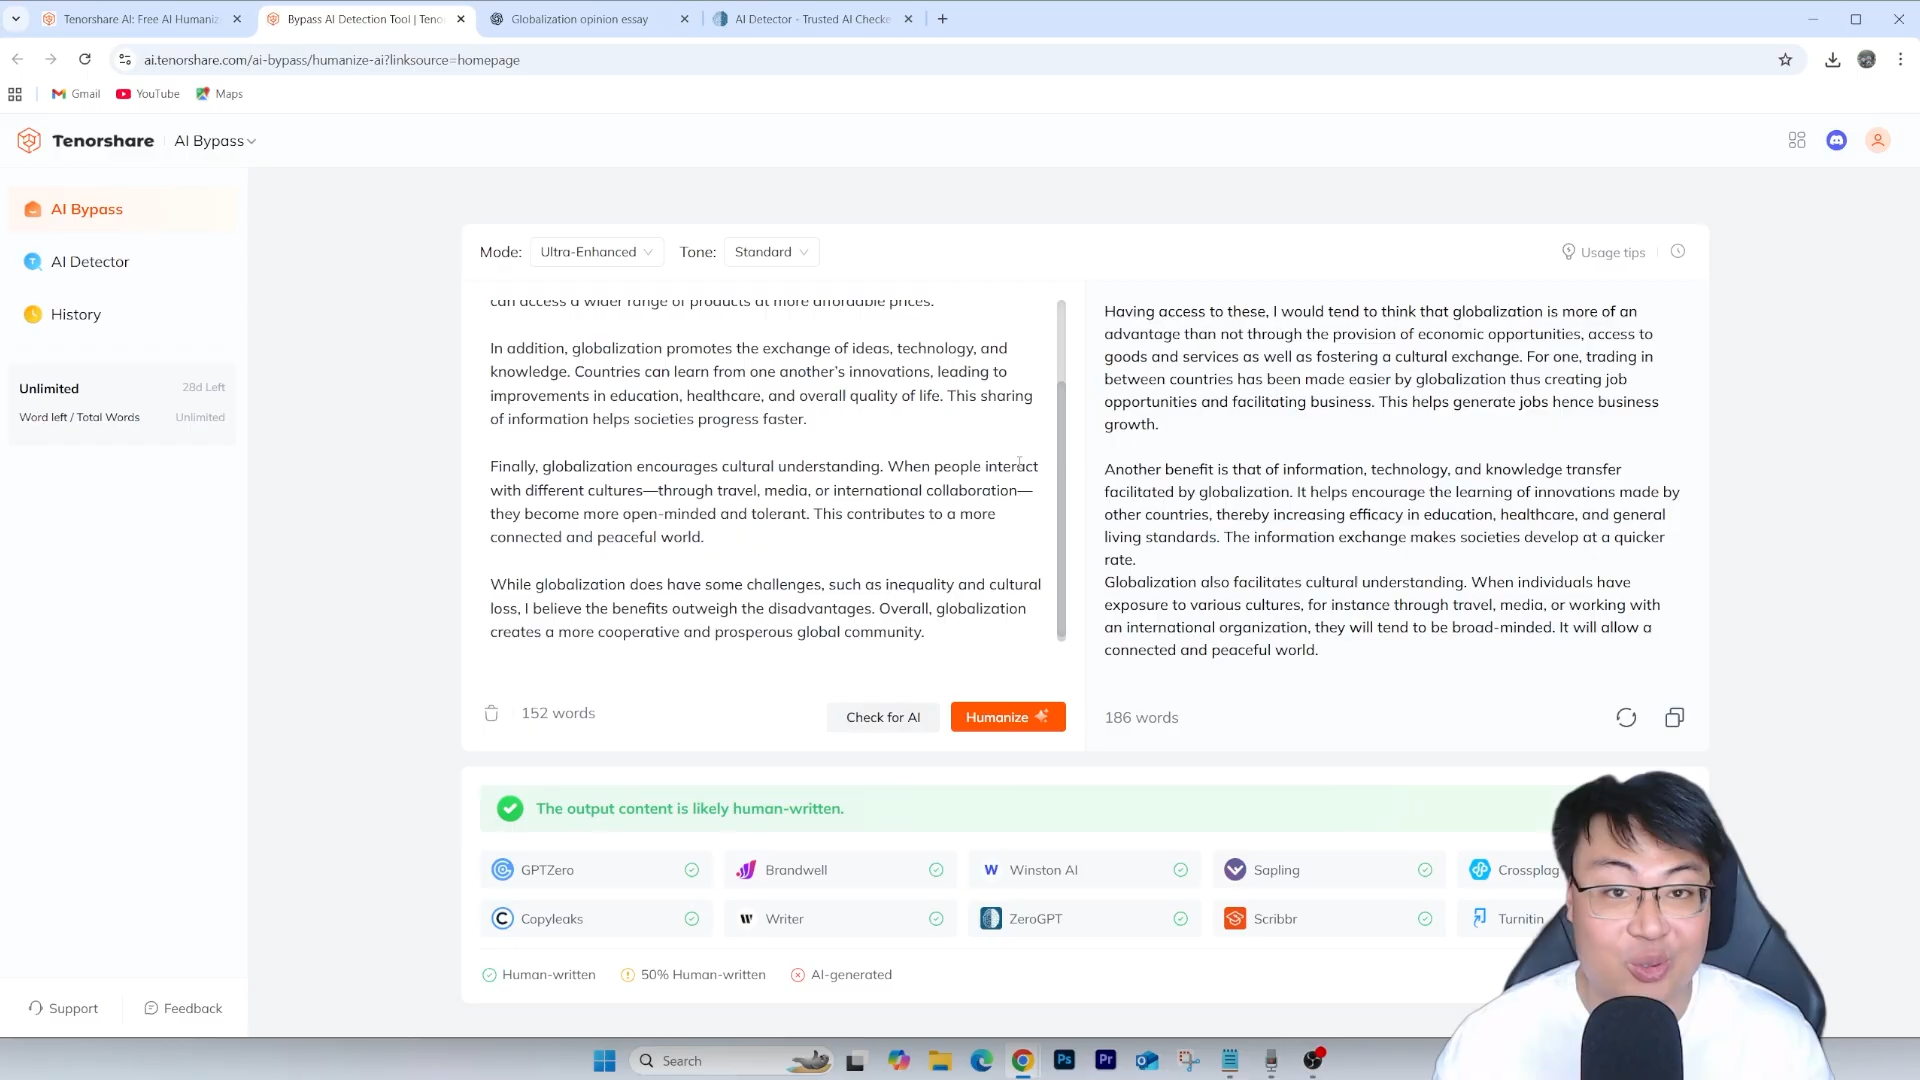 Tenorshare AI: Free AI Humaniz
Bypass AI Detection Tool | Teno
Globalization opinion essay
AI Detector - Trusted AI Checke
ai.tenorshare.com/ai-bypass/humanize-ai?linksource=homepage
Gmail
YouTube
Maps
Tenorshare
AI Bypass
AI Bypass
AI Detector
History
Unlimited
28d Left
Word left / Total Words
Unlimited
Support
Feedback
Mode:
Ultra-Enhanced
Tone:
Standard
Usage tips
can access a wider range of products at more affordable prices.
In addition, globalization promotes the exchange of ideas, technology, and
knowledge. Countries can learn from one another's innovations, leading to
improvements in education, healthcare, and overall quality of life. This sharing
of information helps societies progress faster.
Finally, globalization encourages cultural understanding. When people interact
with different cultures—through travel, media, or international collaboration—
they become more open-minded and tolerant. This contributes to a more
connected and peaceful world.
While globalization does have some challenges, such as inequality and cultural
loss, I believe the benefits outweigh the disadvantages. Overall, globalization
creates a more cooperative and prosperous global community.
152 words
Check for AI
Humanize
Having access to these, I would tend to think that globalization is more of an
advantage than not through the provision of economic opportunities, access to
goods and services as well as fostering a cultural exchange. For one, trading in
between countries has been made easier by globalization thus creating job
opportunities and facilitating business. This helps generate jobs hence business
growth.
Another benefit is that of information, technology, and knowledge transfer
facilitated by globalization. It helps encourage the learning of innovations made by
other countries, thereby increasing efficacy in education, healthcare, and general
living standards. The information exchange makes societies develop at a quicker
rate.
Globalization also facilitates cultural understanding. When individuals have
exposure to various cultures, for instance through travel, media, or working with
an international organization, they will tend to be broad-minded. It will allow a
connected and peaceful world.
186 words
The output content is likely human-written.
GPTZero
Brandwell
Winston AI
Sapling
Crossplag
Copyleaks
Writer
ZeroGPT
Scribbr
Turnitin
Human-written
50% Human-written
AI-generated
Search
Ps
Pr